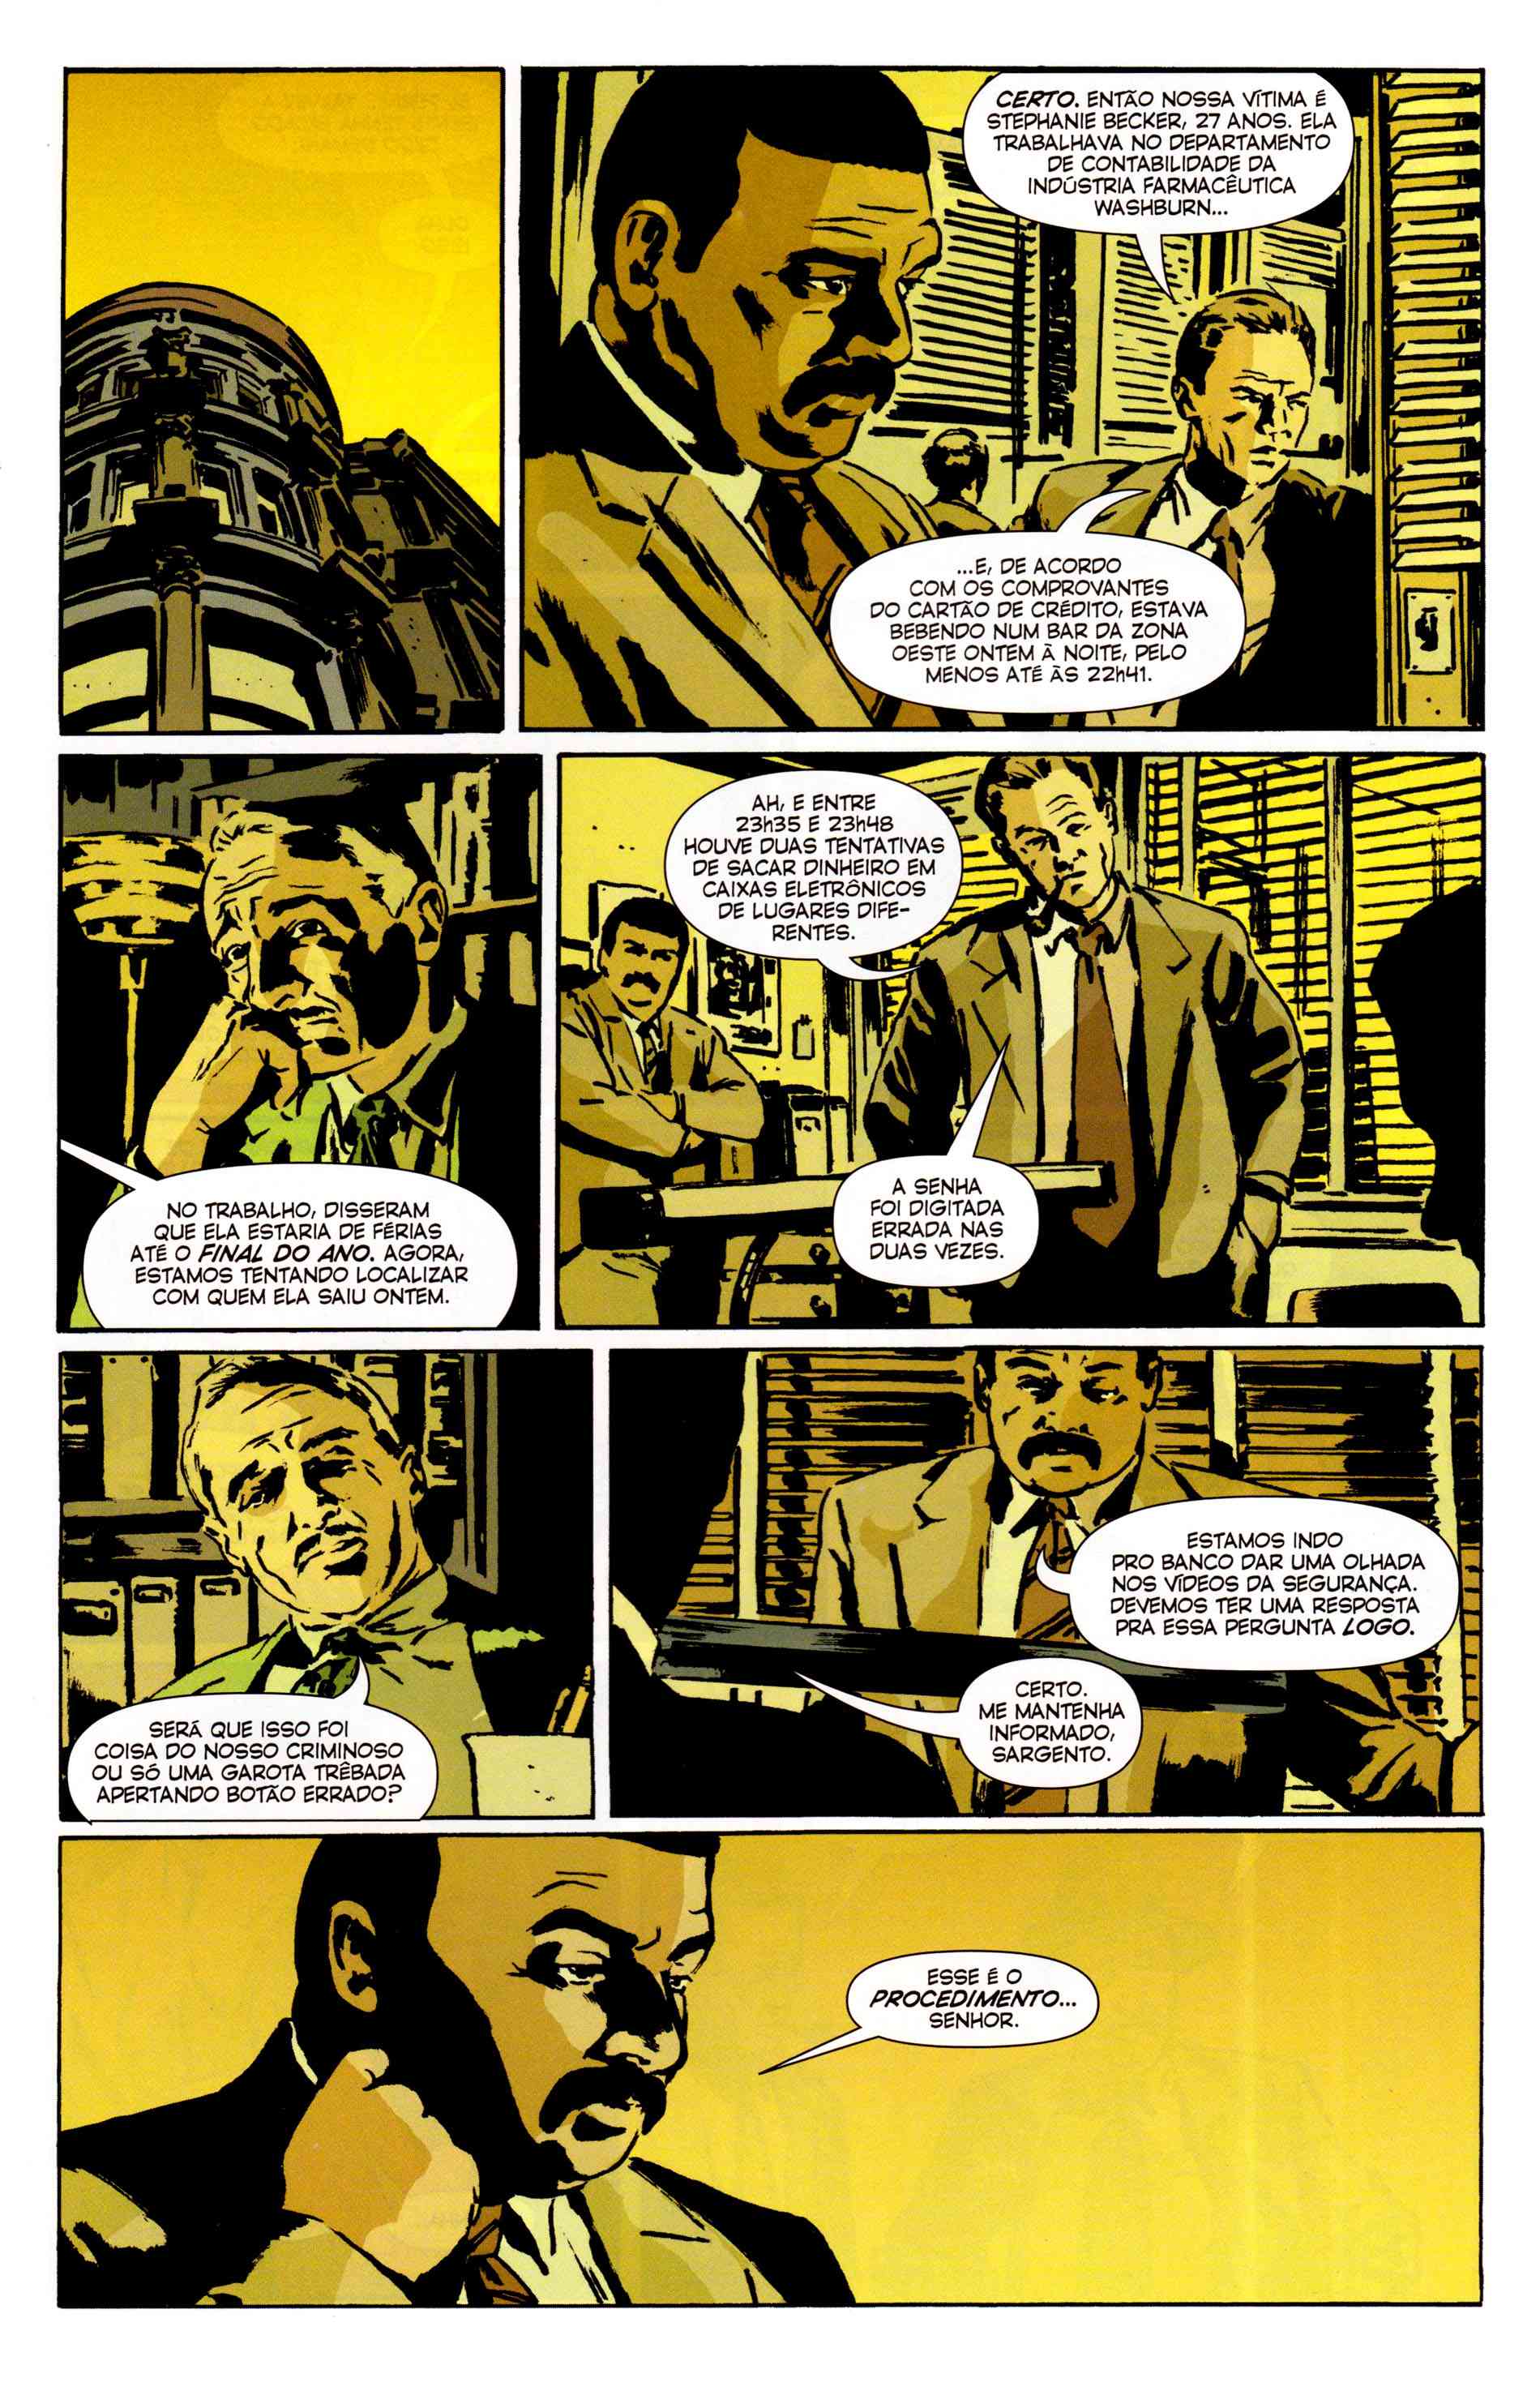 CERTO. ENTÃO NOSSA VÍTIMA É
STEPHANIE BECKER, 27 ANOS. ELA
TRABALHAVA NO DEPARTAMENTO
DE CONTABILIDADE DA
INDÚSTRIA FARMACÊUTICA
WASHBURN...
...E, DE ACORDO
COM OS COMPROVANTES
DO CARTÃO DE CRÉDITO, ESTAVA
BEBENDO NUM BAR DA ZONA
OESTE ONTEM À NOITE, PELO
MENOS ATÉ ÀS 22h41.
NO TRABALHO, DISSERAM
QUE ELA ESTARIA DE FÉRIAS
ATÉ O FINAL DO ANO. AGORA,
ESTAMOS TENTANDO LOCALIZAR
COM QUEM ELA SAIU ONTEM.
AH, E ENTRE
23h35 E 23h48
HOUVE DUAS TENTATIVAS
DE SACAR DINHEIRO EM
CAIXAS ELETRÔNICOS
DE LUGARES DIFE-
RENTES.
A SENHA
FOI DIGITADA
ERRADA NAS
DUAS VEZES.
SERÁ QUE ISSO FOI
COISA DO NOSSO CRIMINOSO
OU SÓ UMA GAROTA TRÊBADA
APERTANDO BOTÃO ERRADO?
ESTAMOS INDO
PRO BANCO DAR UMA OLHADA
NOS VÍDEOS DA SEGURANÇA.
DEVEMOS TER UMA RESPOSTA
PRA ESSA PERGUNTA LOGO.
CERTO.
ME MANTENHA
INFORMADO,
SARGENTO.
ESSE É O
PROCEDIMENTO...
SENHOR.